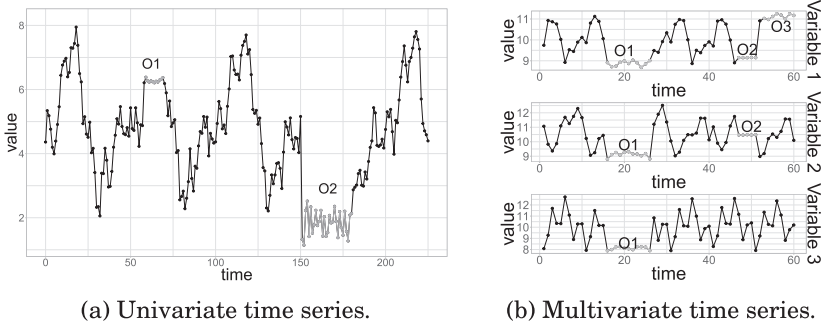 8
6
4
2
value
O1
O2
0 50 100 150 200
time
(a) Univariate time series.
11
10
9
value
O1
O2
O3
0 20 40 60
time
Variable 1
12
11
10
9
value
O1
O2
0 20 40 60
time
Variable 2
12
11
10
9
8
value
O1
0 20 40 60
time
Variable 3
(b) Multivariate time series.